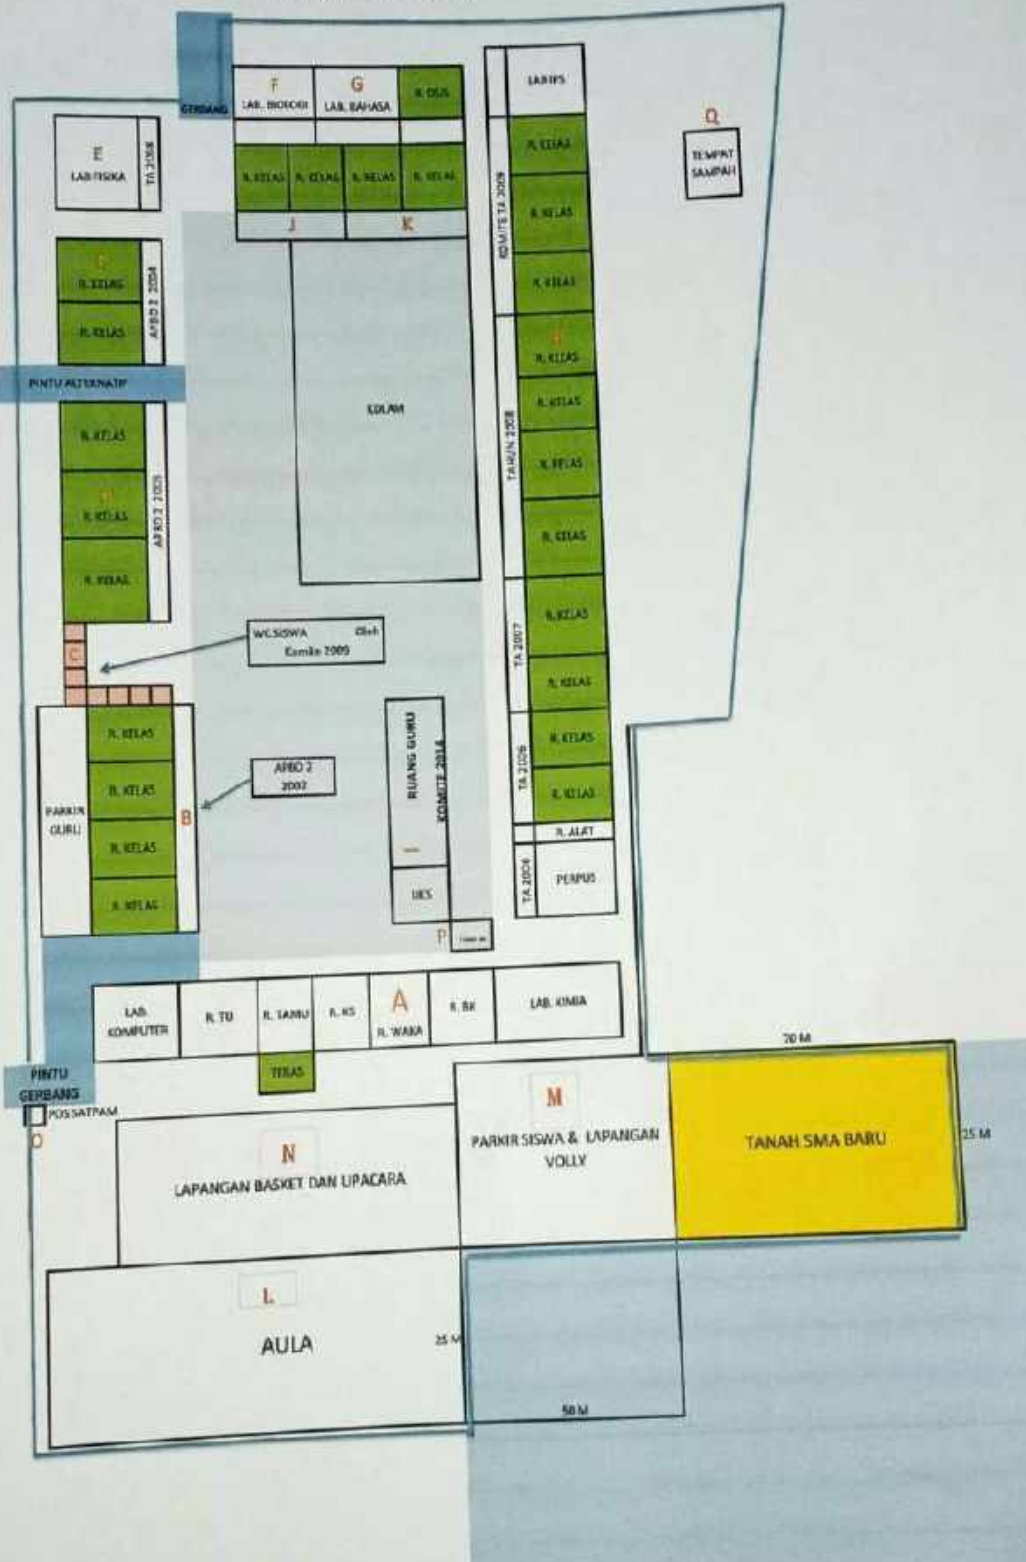 GERBANG
F
LAB. BIOLOGI
G
LAB. BAHASA
R. OSIS
LAB IPS
E
LAB FISIKA
TA 2008
R. KELAS
R. KELAS
R. KELAS
R. KELAS
J
K
KOMITE TA 2009
R. KELAS
R. KELAS
R. KELAS
Q
TEMPAT
SAMPAH
R. KELAS
R. KELAS
APBD 2 2004
PINTU ALTERNATIF
KOLAM
TAHUN 2008
R. KELAS
R. KELAS
R. KELAS
R. KELAS
R. KELAS
R. KELAS
R. KELAS
APBD 2 2003
C
WC SISWA Oleh
Komite 2009
TA 2007
R. KELAS
R. KELAS
PARKIR
GURU
R. KELAS
R. KELAS
R. KELAS
R. KELAS
B
APBD 2
2002
RUANG GURU
KOMITE 2014
I
UKS
P
TA 2006
R. KELAS
R. KELAS
R. ALAT
TA 2006
PERPUS
LAB.
KOMPUTER
R. TU
R. TAMU
R. KS
A
R. WAKA
R. BK
LAB. KIMIA
TERAS
PINTU
GERBANG
POS SATPAM
O
N
LAPANGAN BASKET DAN UPACARA
M
PARKIR SISWA & LAPANGAN
VOLLY
70 M
TANAH SMA BARU
25 M
L
AULA
25 M
50 M